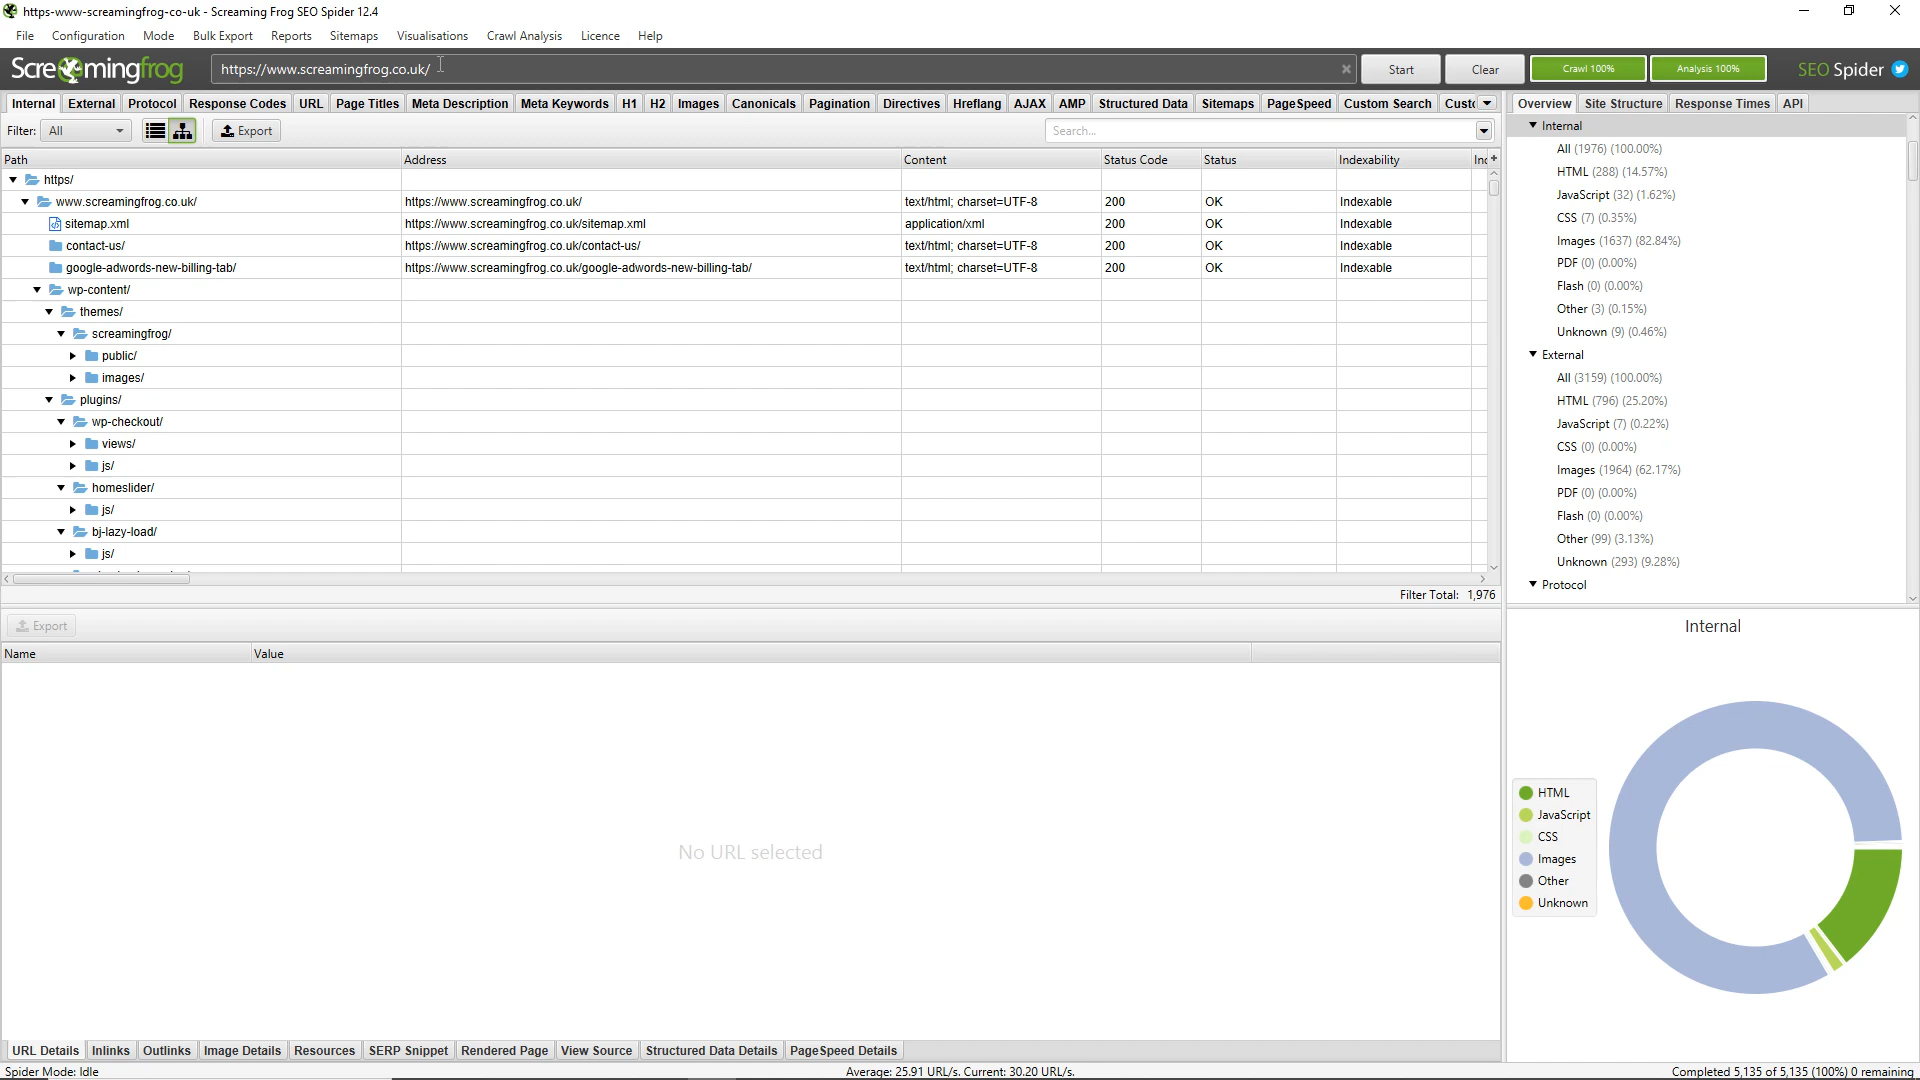 https-www-screamingfrog-co-uk - Screaming Frog SEO Spider 12.4
File Configuration Mode Bulk Export Reports Sitemaps Visualisations Crawl Analysis Licence Help
Screamingfrog https://www.screamingfrog.co.uk/ Start Clear Crawl 100% Analysis 100% SEO Spider
Internal External Protocol Response Codes URL Page Titles Meta Description Meta Keywords H1 H2 Images Canonicals Pagination Directives Hreflang AJAX AMP Structured Data Sitemaps PageSpeed Custom Search Custo
Filter: All Export Search...
Path Address Content Status Code Status Indexability Inc +
https/
www.screamingfrog.co.uk/ https://www.screamingfrog.co.uk/ text/html; charset=UTF-8 200 OK Indexable
sitemap.xml https://www.screamingfrog.co.uk/sitemap.xml application/xml 200 OK Indexable
contact-us/ https://www.screamingfrog.co.uk/contact-us/ text/html; charset=UTF-8 200 OK Indexable
google-adwords-new-billing-tab/ https://www.screamingfrog.co.uk/google-adwords-new-billing-tab/ text/html; charset=UTF-8 200 OK Indexable
wp-content/
themes/
screamingfrog/
public/
images/
plugins/
wp-checkout/
views/
js/
homeslider/
js/
bj-lazy-load/
js/
Filter Total: 1,976
Export
Name Value
No URL selected
URL Details Inlinks Outlinks Image Details Resources SERP Snippet Rendered Page View Source Structured Data Details PageSpeed Details
Spider Mode: Idle Average: 25.91 URL/s. Current: 30.20 URL/s. Completed 5,135 of 5,135 (100%) 0 remaining
Overview Site Structure Response Times API
Internal
All (1976) (100.00%)
HTML (288) (14.57%)
JavaScript (32) (1.62%)
CSS (7) (0.35%)
Images (1637) (82.84%)
PDF (0) (0.00%)
Flash (0) (0.00%)
Other (3) (0.15%)
Unknown (9) (0.46%)
External
All (3159) (100.00%)
HTML (796) (25.20%)
JavaScript (7) (0.22%)
CSS (0) (0.00%)
Images (1964) (62.17%)
PDF (0) (0.00%)
Flash (0) (0.00%)
Other (99) (3.13%)
Unknown (293) (9.28%)
Protocol
Internal
HTML
JavaScript
CSS
Images
Other
Unknown